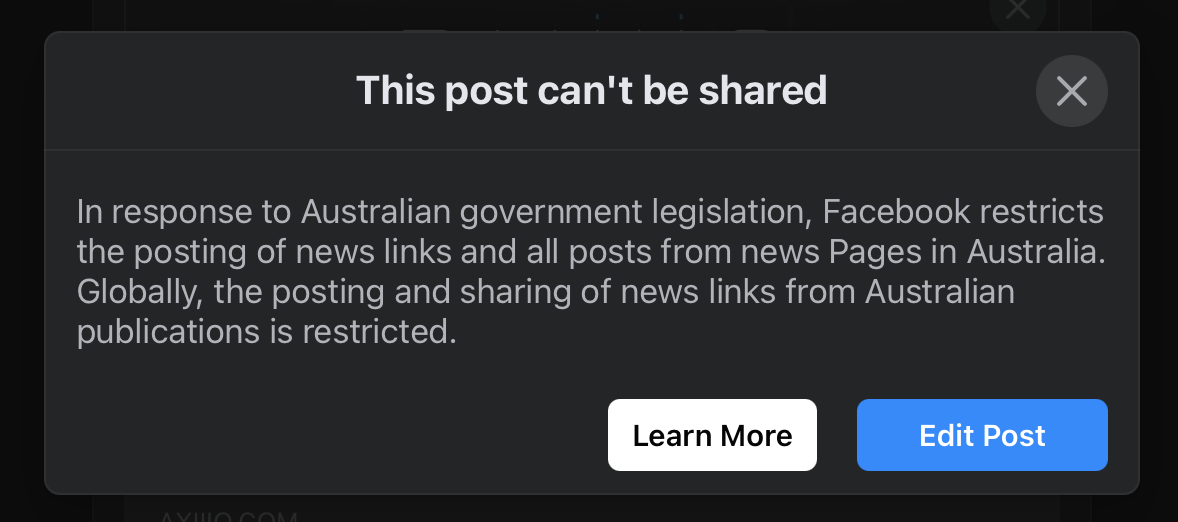 This post can't be shared
In response to Australian government legislation, Facebook restricts
the posting of news links and all posts from news Pages in Australia.
Globally, the posting and sharing of news links from Australian
publications is restricted.
Learn More
Edit Post